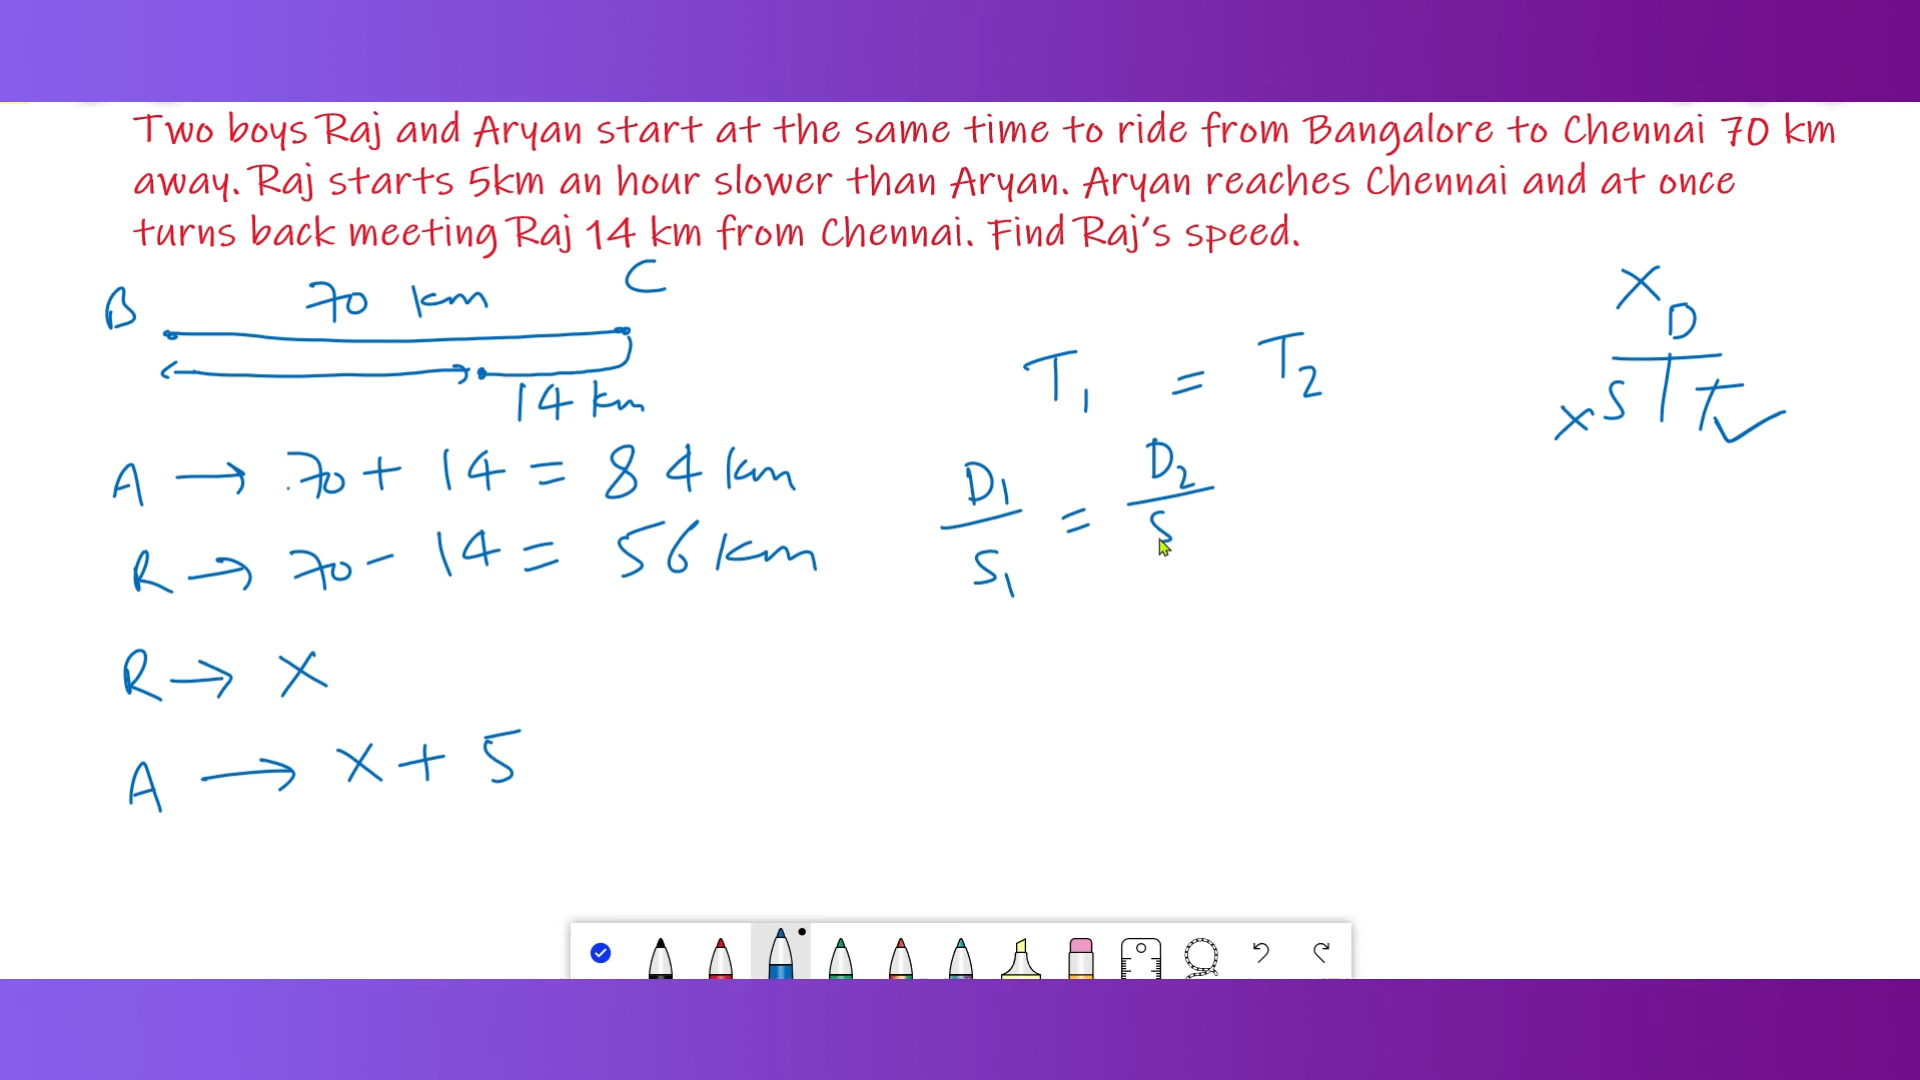 Two boys Raj and Aryan start at the same time to ride from Bangalore to Chennai 70 km
away. Raj starts 5km an hour slower than Aryan. Aryan reaches Chennai and at once
turns back meeting Raj 14 km from Chennai. Find Raj's speed.
B 70 km C
14 km
A → 70 + 14 = 84 km
R → 70 - 14 = 56 km
R → x
A → x + 5
T1 = T2
D1/S1 = D2/S
x D
x S T ✓